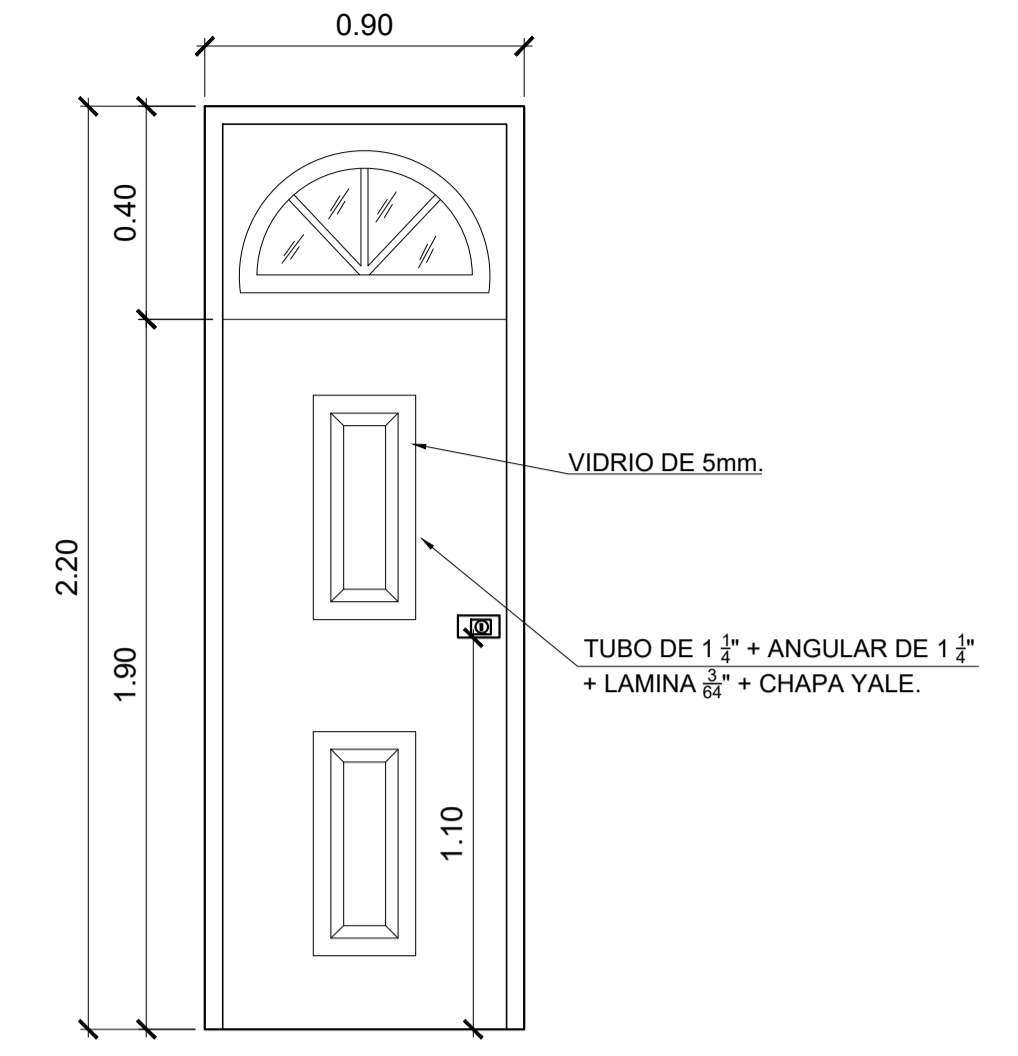 0.90
0.40
VIDRIO DE 5mm.
2.20
TUBO DE 1 1/4" + ANGULAR DE 1 1/4"
+ LAMINA 3/64" + CHAPA YALE.
1.90
1.10